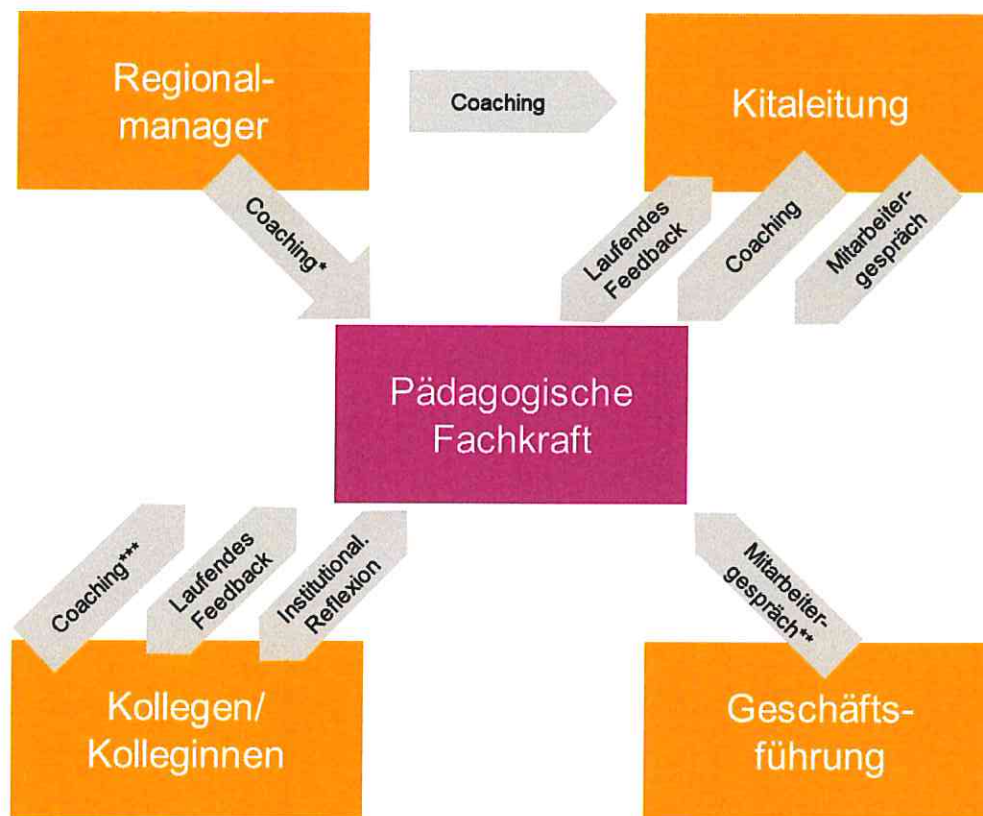 Regional-
manager
Coaching
Kitaleitung
Coaching*
Laufendes
Feedback
Coaching
Mitarbeiter-
gespräch
Pädagogische
Fachkraft
Coaching***
Laufendes
Feedback
Institutional.
Reflexion
Mitarbeiter-
gespräch**
Kollegen/
Kolleginnen
Geschäfts-
führung